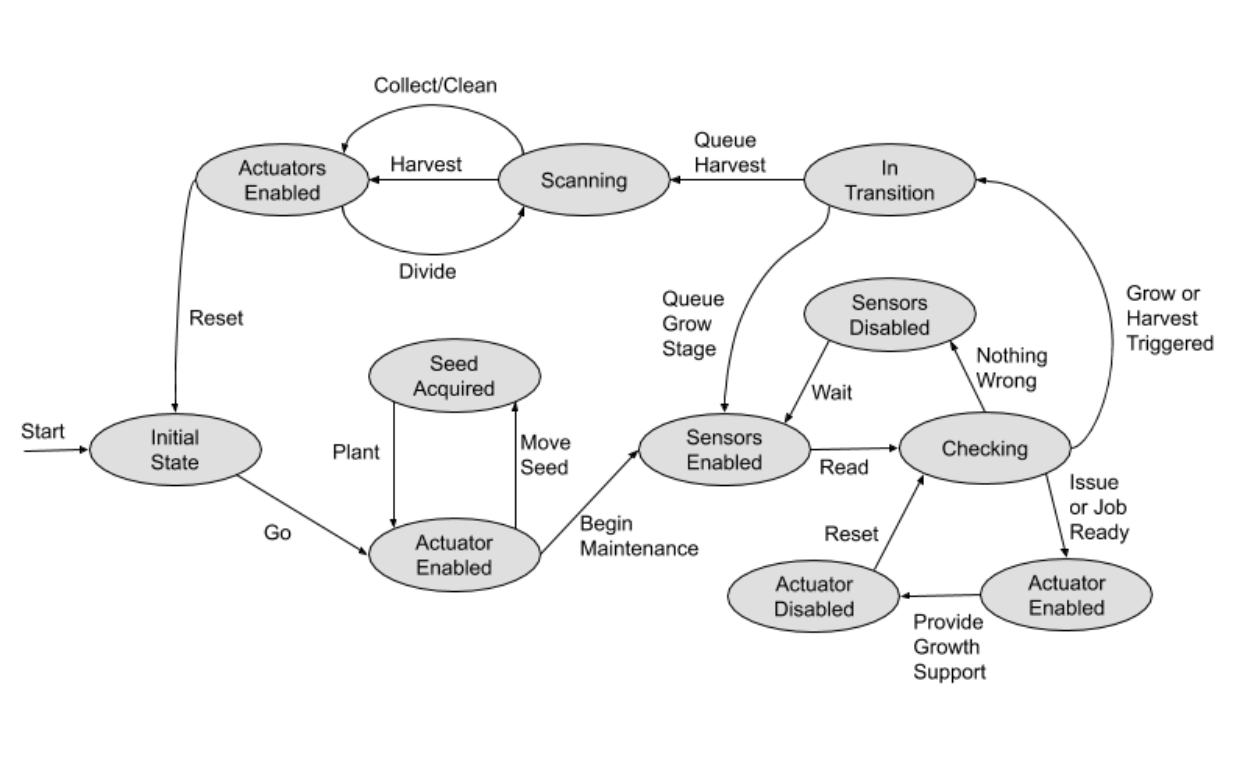 Collect/Clean
Actuators
Enabled
Harvest
Scanning
Queue
Harvest
In
Transition
Divide
Reset
Queue
Grow
Stage
Sensors
Disabled
Grow or
Harvest
Triggered
Nothing
Wrong
Wait
Seed
Acquired
Start
Initial
State
Plant
Move
Seed
Sensors
Enabled
Read
Checking
Go
Actuator
Enabled
Begin
Maintenance
Issue
or Job
Ready
Reset
Actuator
Disabled
Actuator
Enabled
Provide
Growth
Support